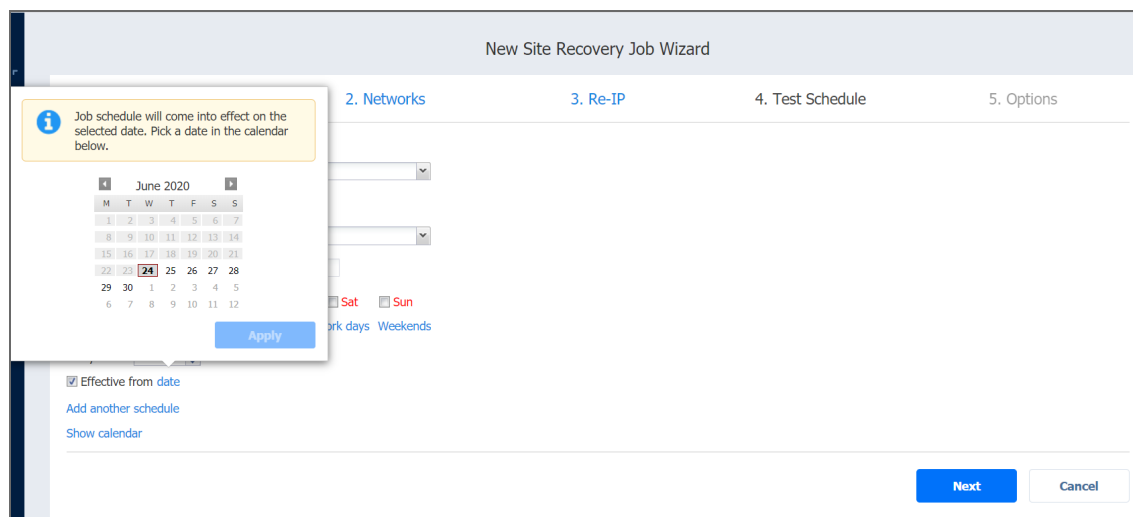 New Site Recovery Job Wizard
2. Networks
3. Re-IP
4. Test Schedule
5. Options
Job schedule will come into effect on the
selected date. Pick a date in the calendar
below.
June 2020
M T W T F S S
1 2 3 4 5 6 7
8 9 10 11 12 13 14
15 16 17 18 19 20 21
22 23 24 25 26 27 28
29 30 1 2 3 4 5
6 7 8 9 10 11 12
Apply
Sat Sun
days Weekends
Effective from date
Add another schedule
Show calendar
Next
Cancel